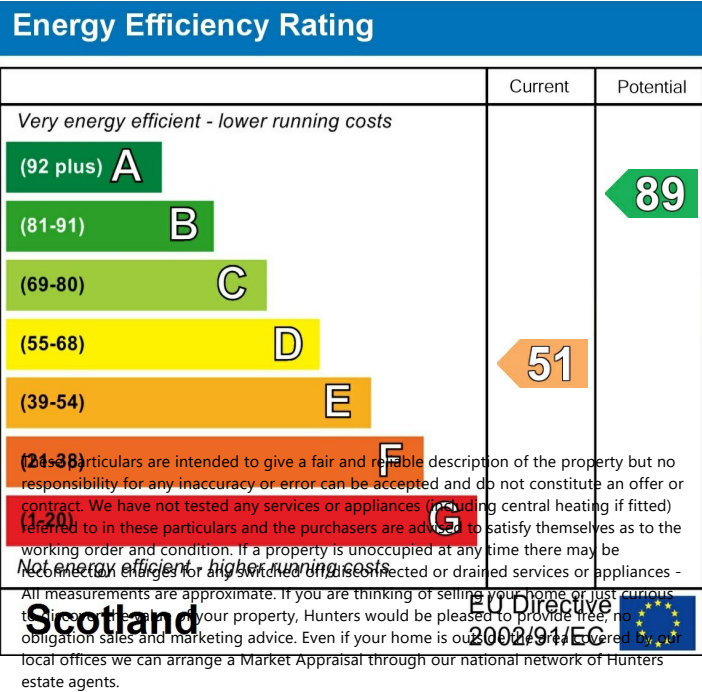 Energy Efficiency Rating
Current Potential
Very energy efficient - lower running costs
(92 plus) A
89
(81-91) B
(69-80) C
(55-68) D
51
(39-54) E
(21-38) F
(1-20) G
Not energy efficient - higher running costs
Scotland
EU Directive
2002/91/EC
These particulars are intended to give a fair and reliable description of the property but no
responsibility for any inaccuracy or error can be accepted and do not constitute an offer or
contract. We have not tested any services or appliances (including central heating if fitted)
referred to in these particulars and the purchasers are advised to satisfy themselves as to the
working order and condition. If a property is unoccupied at any time there may be
reconnection charges for any switched off/disconnected or drained services or appliances -
All measurements are approximate. If you are thinking of selling your home or just curious
to discover the value of your property, Hunters would be pleased to provide free, no
obligation sales and marketing advice. Even if your home is outside the area covered by our
local offices we can arrange a Market Appraisal through our national network of Hunters
estate agents.